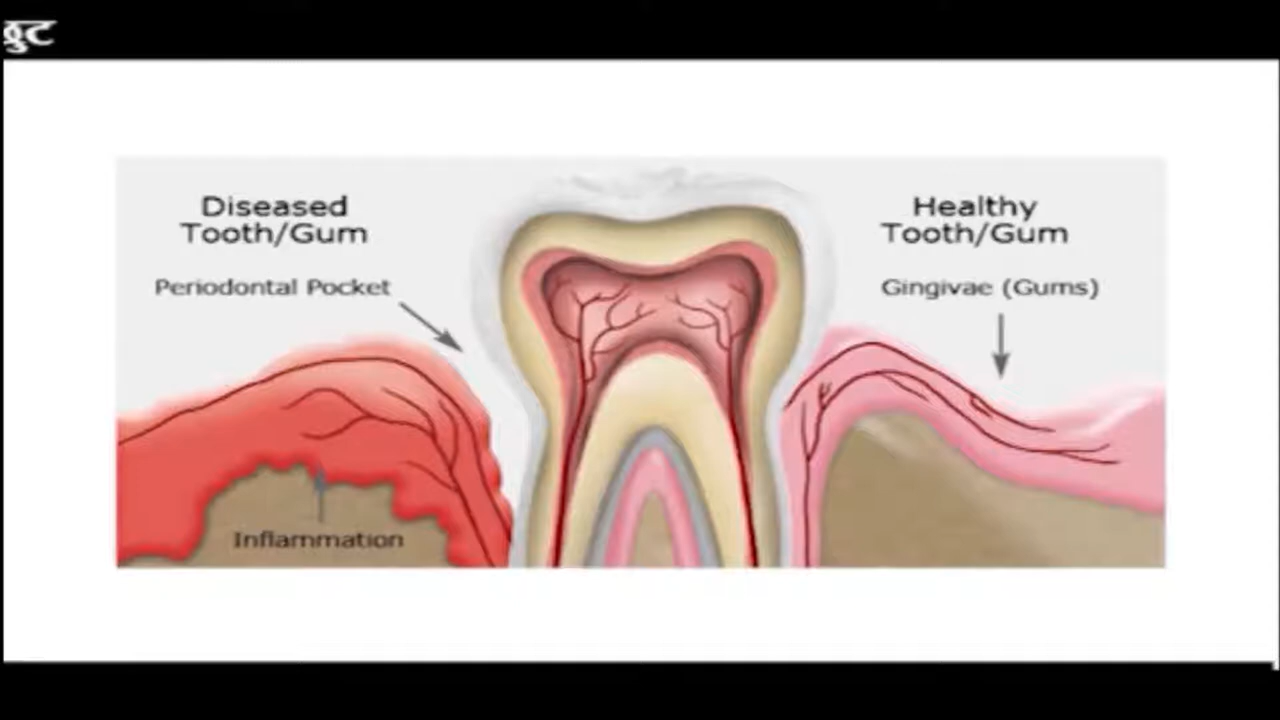 Diseased
Tooth/Gum
Periodontal Pocket
Inflammation
Healthy
Tooth/Gum
Gingivae (Gums)